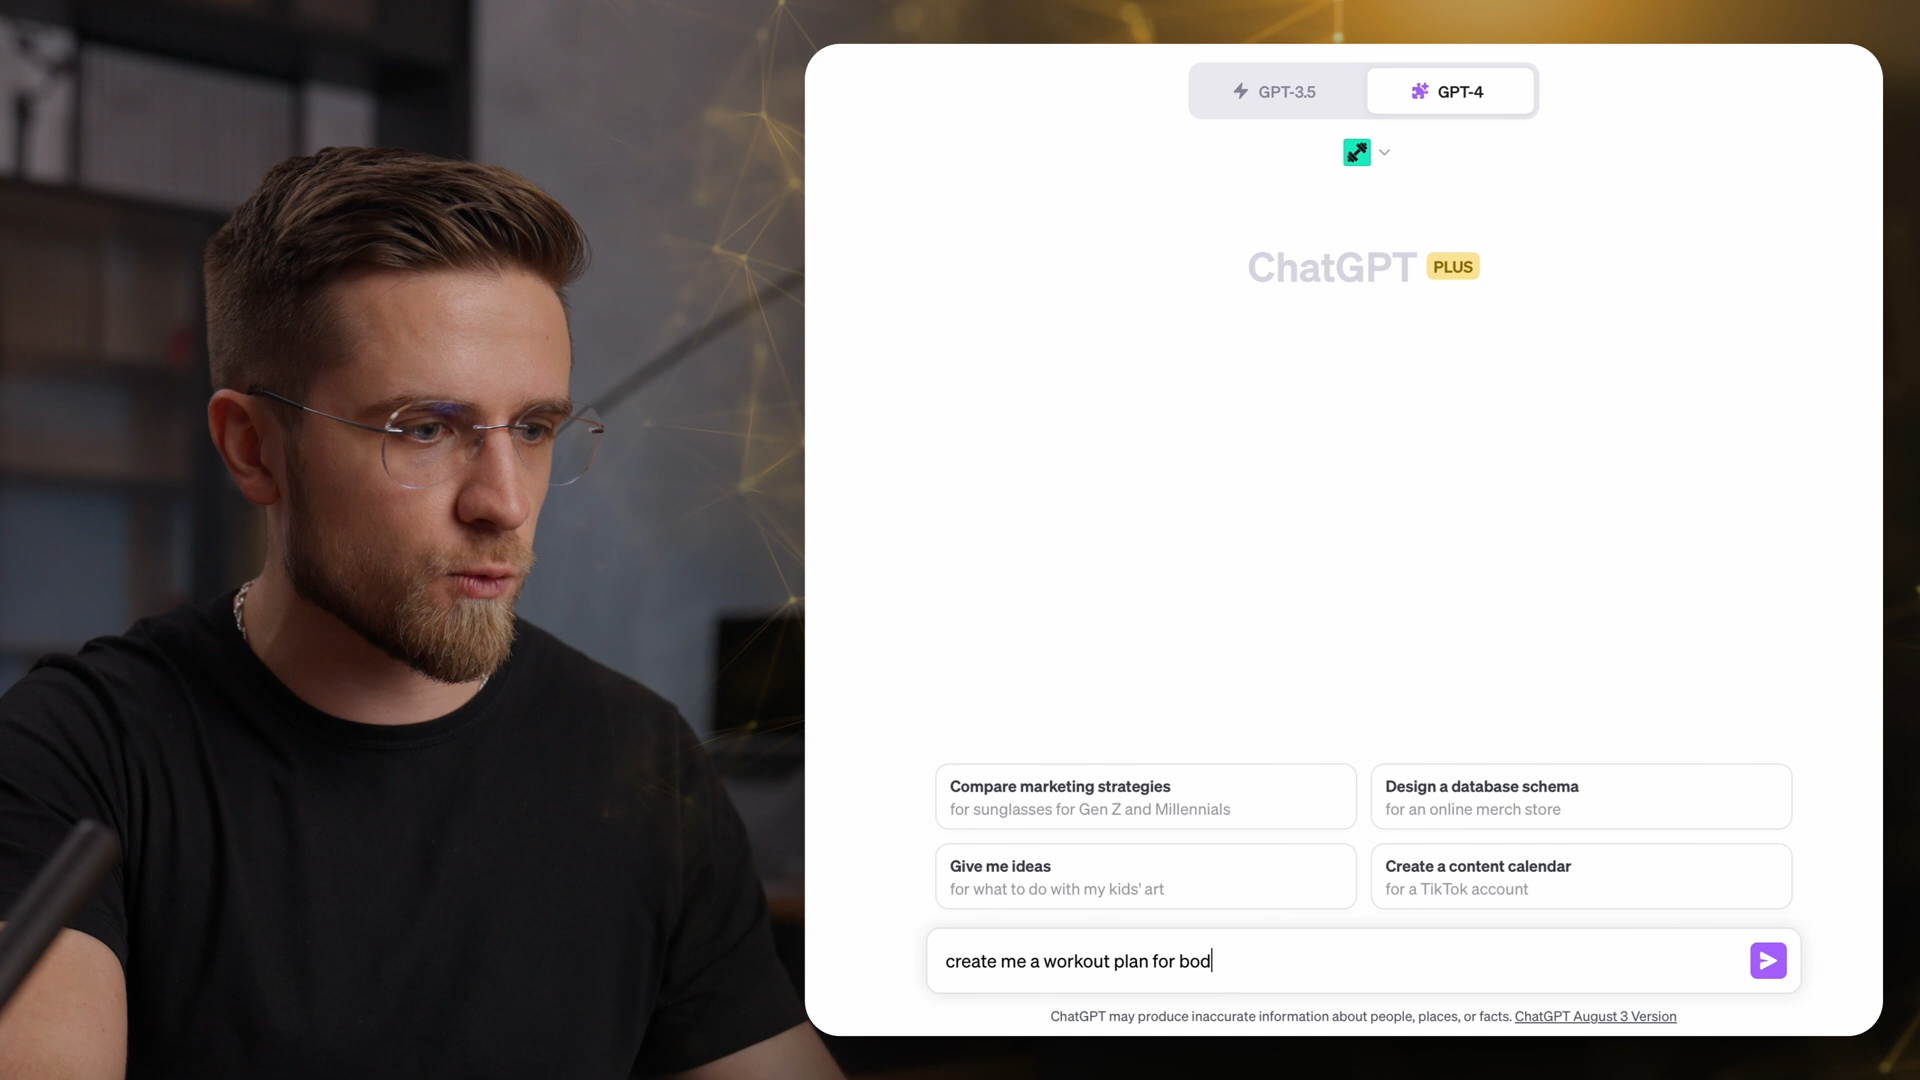 GPT-3.5
GPT-4
ChatGPT PLUS
Compare marketing strategies
for sunglasses for Gen Z and Millennials
Design a database schema
for an online merch store
Give me ideas
for what to do with my kids' art
Create a content calendar
for a TikTok account
create me a workout plan for bod
ChatGPT may produce inaccurate information about people, places, or facts. ChatGPT August 3 Version